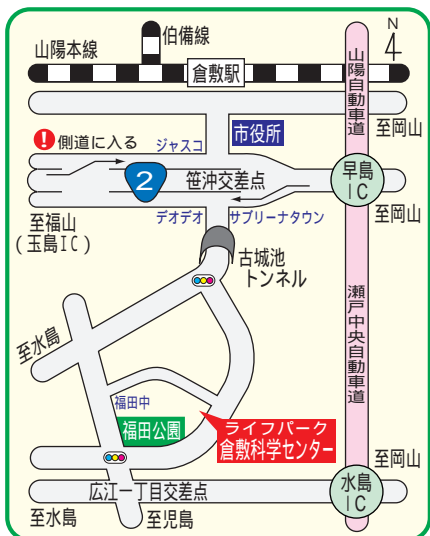 伯備線
N
山陽本線
倉敷駅
山陽自動車道
至岡山
! 側道に入る
ジャスコ
市役所
2
笹沖交差点
早島
IC
至福山
(玉島IC)
デオデオ
サブリーナタウン
至岡山
古城池
トンネル
瀬戸中央自動車道
至水島
福田中
福田公園
ライフパーク
倉敷科学センター
至岡山
広江一丁目交差点
水島
IC
至水島
至児島